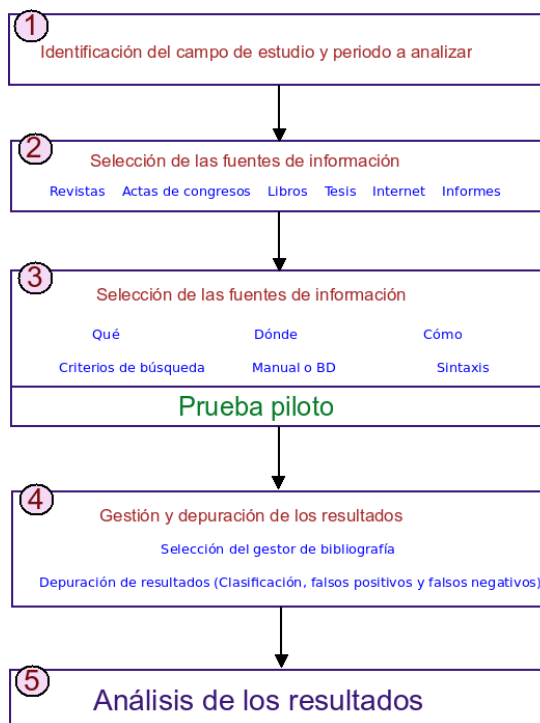 1
Identificación del campo de estudio y periodo a analizar
2
Selección de las fuentes de información
Revistas Actas de congresos Libros Tesis Internet Informes
3
Selección de las fuentes de información
Qué Dónde Cómo
Criterios de búsqueda Manual o BD Sintaxis
Prueba piloto
4
Gestión y depuración de los resultados
Selección del gestor de bibliografía
Depuración de resultados (Clasificación, falsos positivos y falsos negativos)
5
Análisis de los resultados